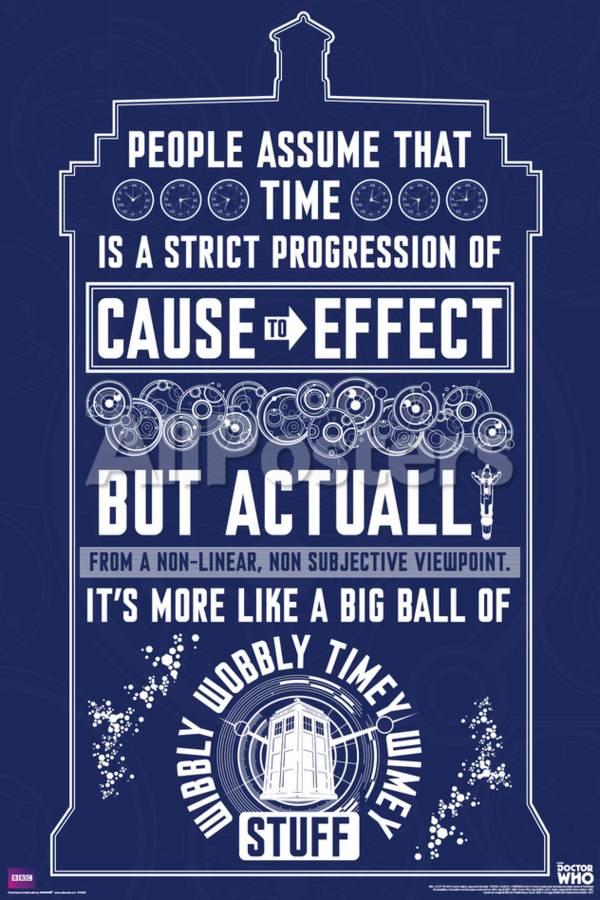 PEOPLE ASSUME THAT
TIME
IS A STRICT PROGRESSION OF
CAUSE TO EFFECT
AllPosters
BUT ACTUALL
FROM A NON-LINEAR, NON SUBJECTIVE VIEWPOINT.
IT'S MORE LIKE A BIG BALL OF
WIBBLY WOBBLY TIMEY WIMEY
STUFF
BBC
DOCTOR
WHO